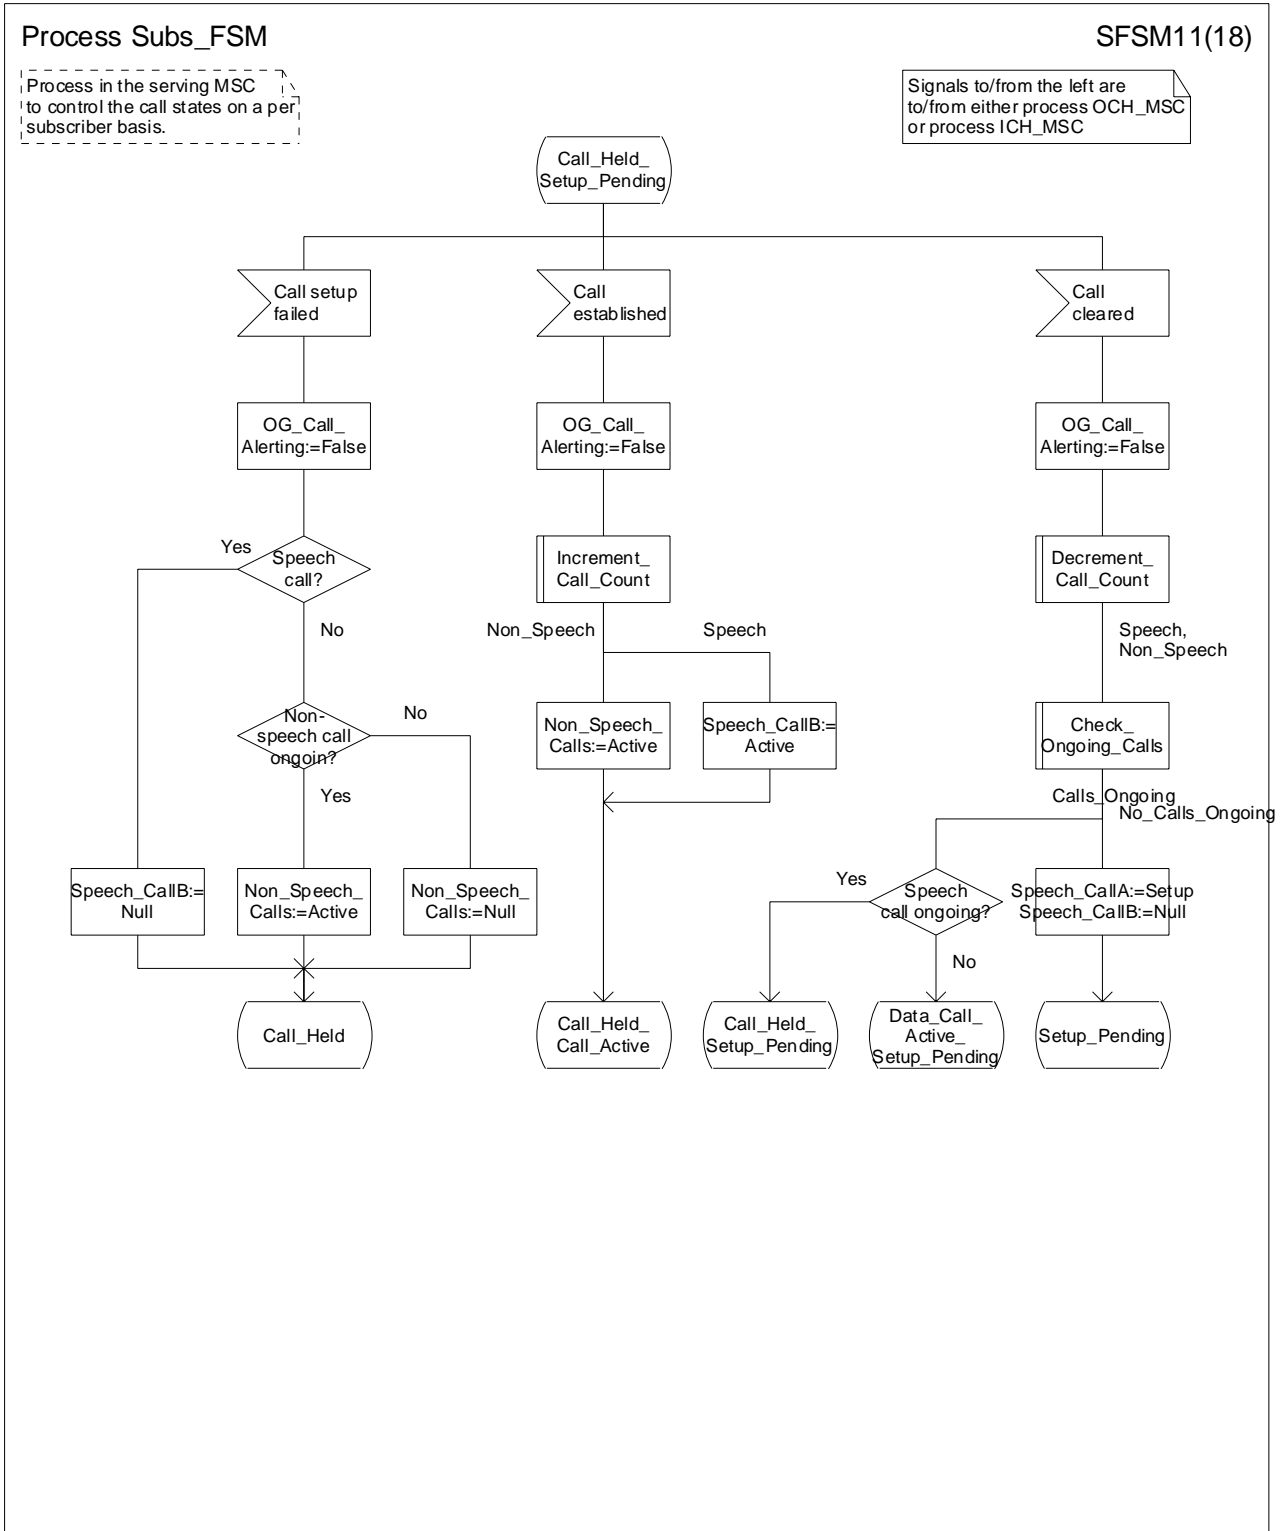 Process Subs_FSM
SFSM11(18)
Process in the serving MSC
to control the call states on a per
subscriber basis.
Signals to/from the left are
to/from either process OCH_MSC
or process ICH_MSC
Call_Held_
Setup_Pending
Call setup
failed
Call
established
Call
cleared
OG_Call_
Alerting:=False
OG_Call_
Alerting:=False
OG_Call_
Alerting:=False
Yes
Speech
call?
No
Increment_
Call_Count
Decrement_
Call_Count
Non_Speech
Speech
Speech,
Non_Speech
Non-
speech call
ongoin?
No
Yes
Non_Speech_
Calls:=Active
Speech_CallB:=
Active
Check_
Ongoing_Calls
Calls_Ongoing
No_Calls_Ongoing
Speech_CallB:=
Null
Non_Speech_
Calls:=Active
Non_Speech_
Calls:=Null
Yes
Speech
call ongoing?
No
Speech_CallA:=Setup
Speech_CallB:=Null
Call_Held
Call_Held_
Call_Active
Call_Held_
Setup_Pending
Data_Call_
Active_
Setup_Pending
Setup_Pending